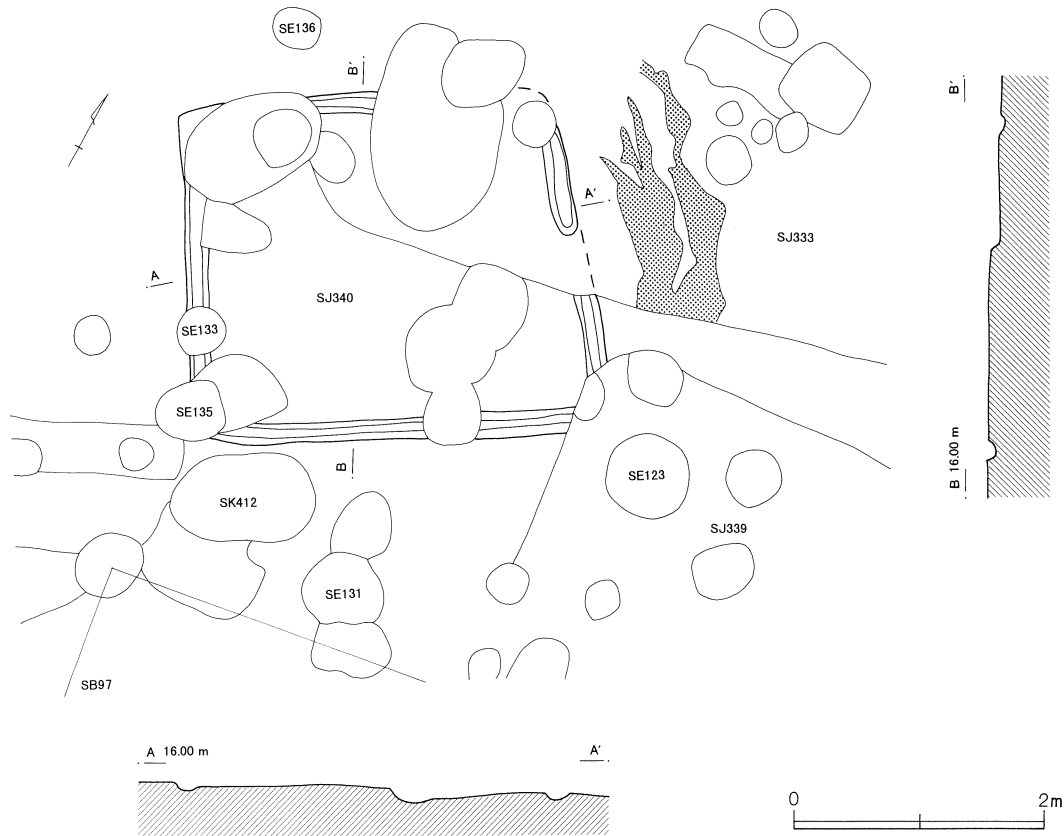 SE136
B'
B'
A'
SJ333
A
SJ340
SE133
SE135
B
B 16.00 m
SE123
SK412
SJ339
SE131
SB97
A 16.00 m
A'
0
2m